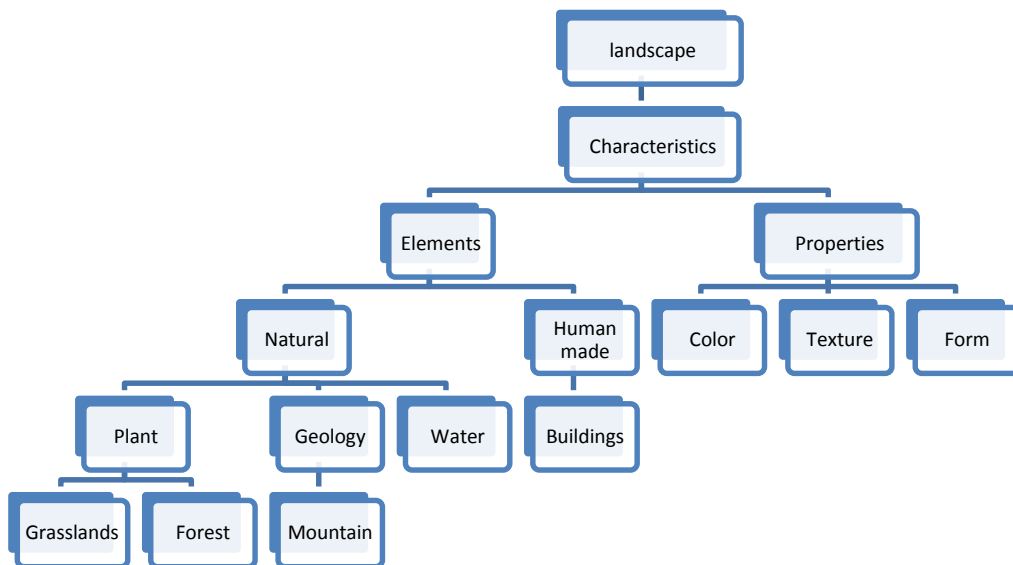 landscape
Characteristics
Elements
Properties
Natural
Human
made
Color
Texture
Form
Plant
Geology
Water
Buildings
Grasslands
Forest
Mountain